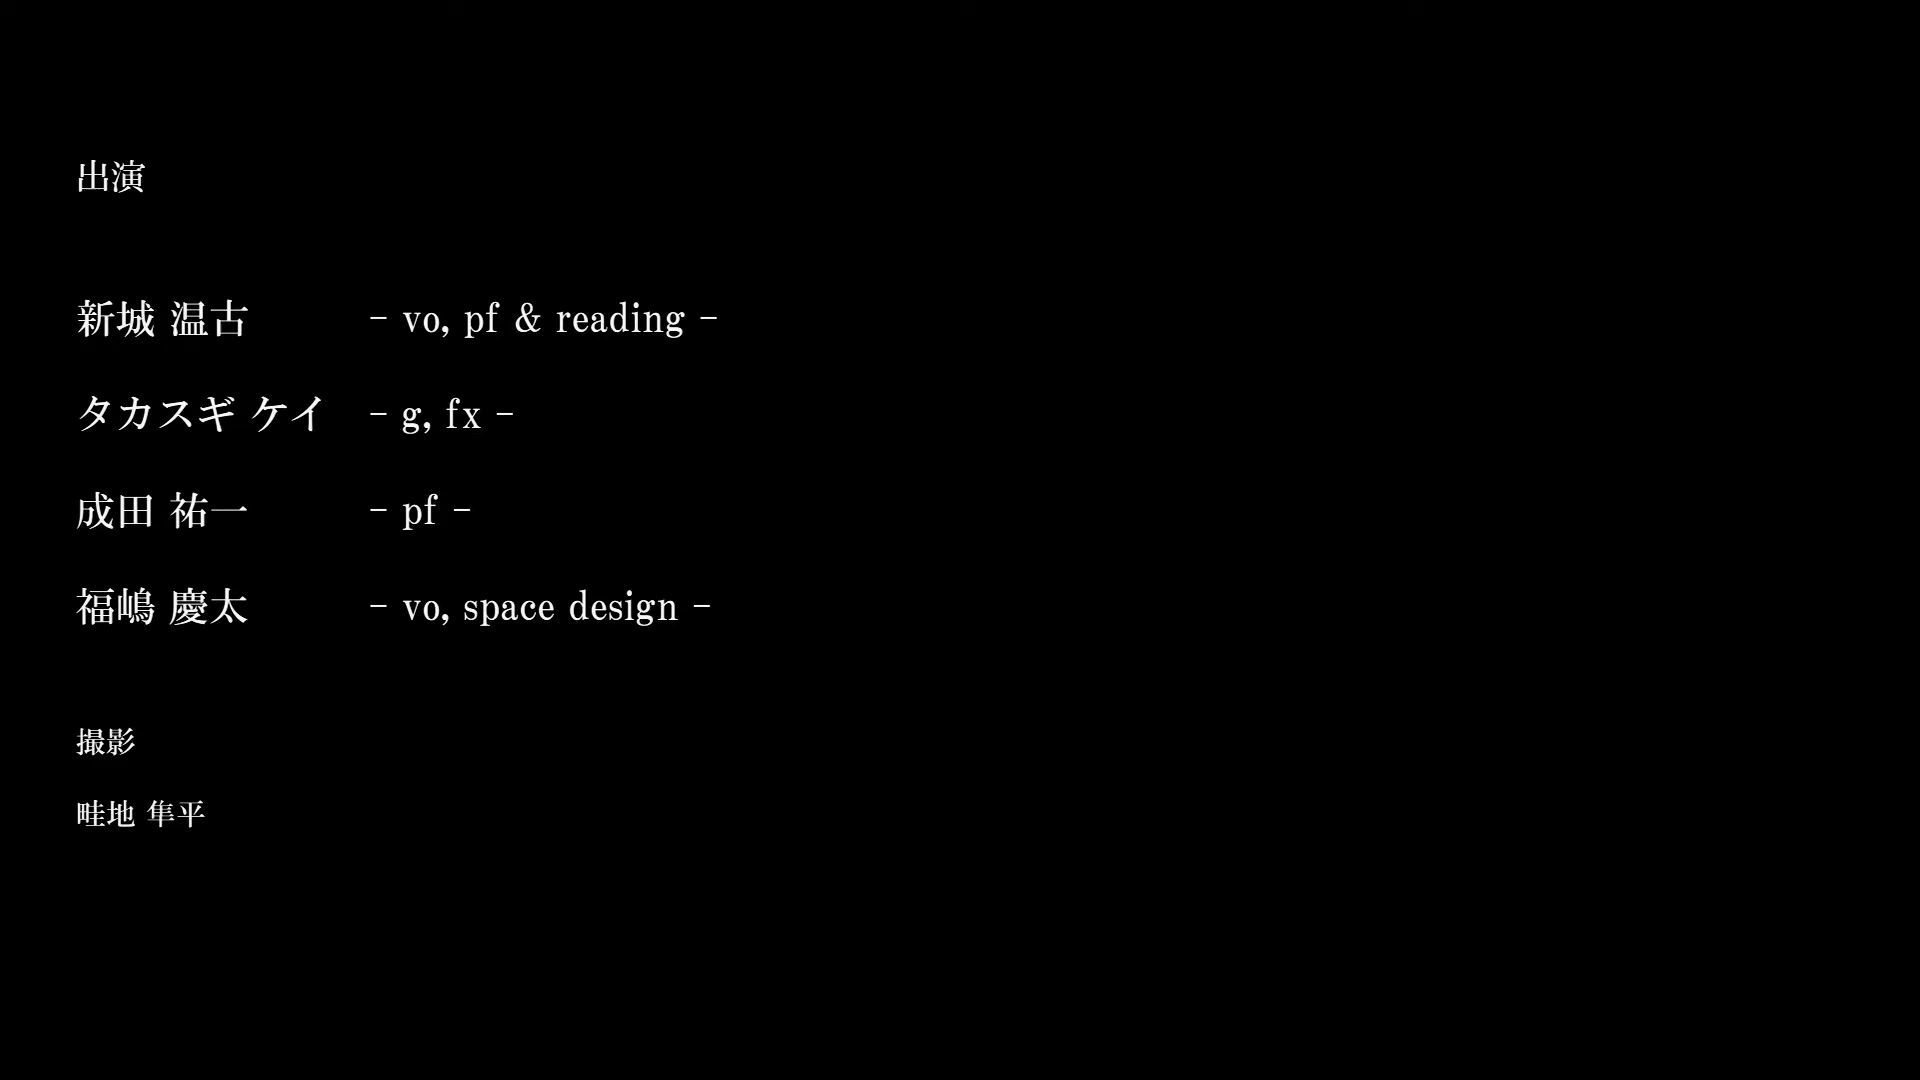 出演
新城 温古 - vo, pf & reading -
タカスギ ケイ - g, fx -
成田 祐一 - pf -
福嶋 慶太 - vo, space design -
撮影
畦地 隼平